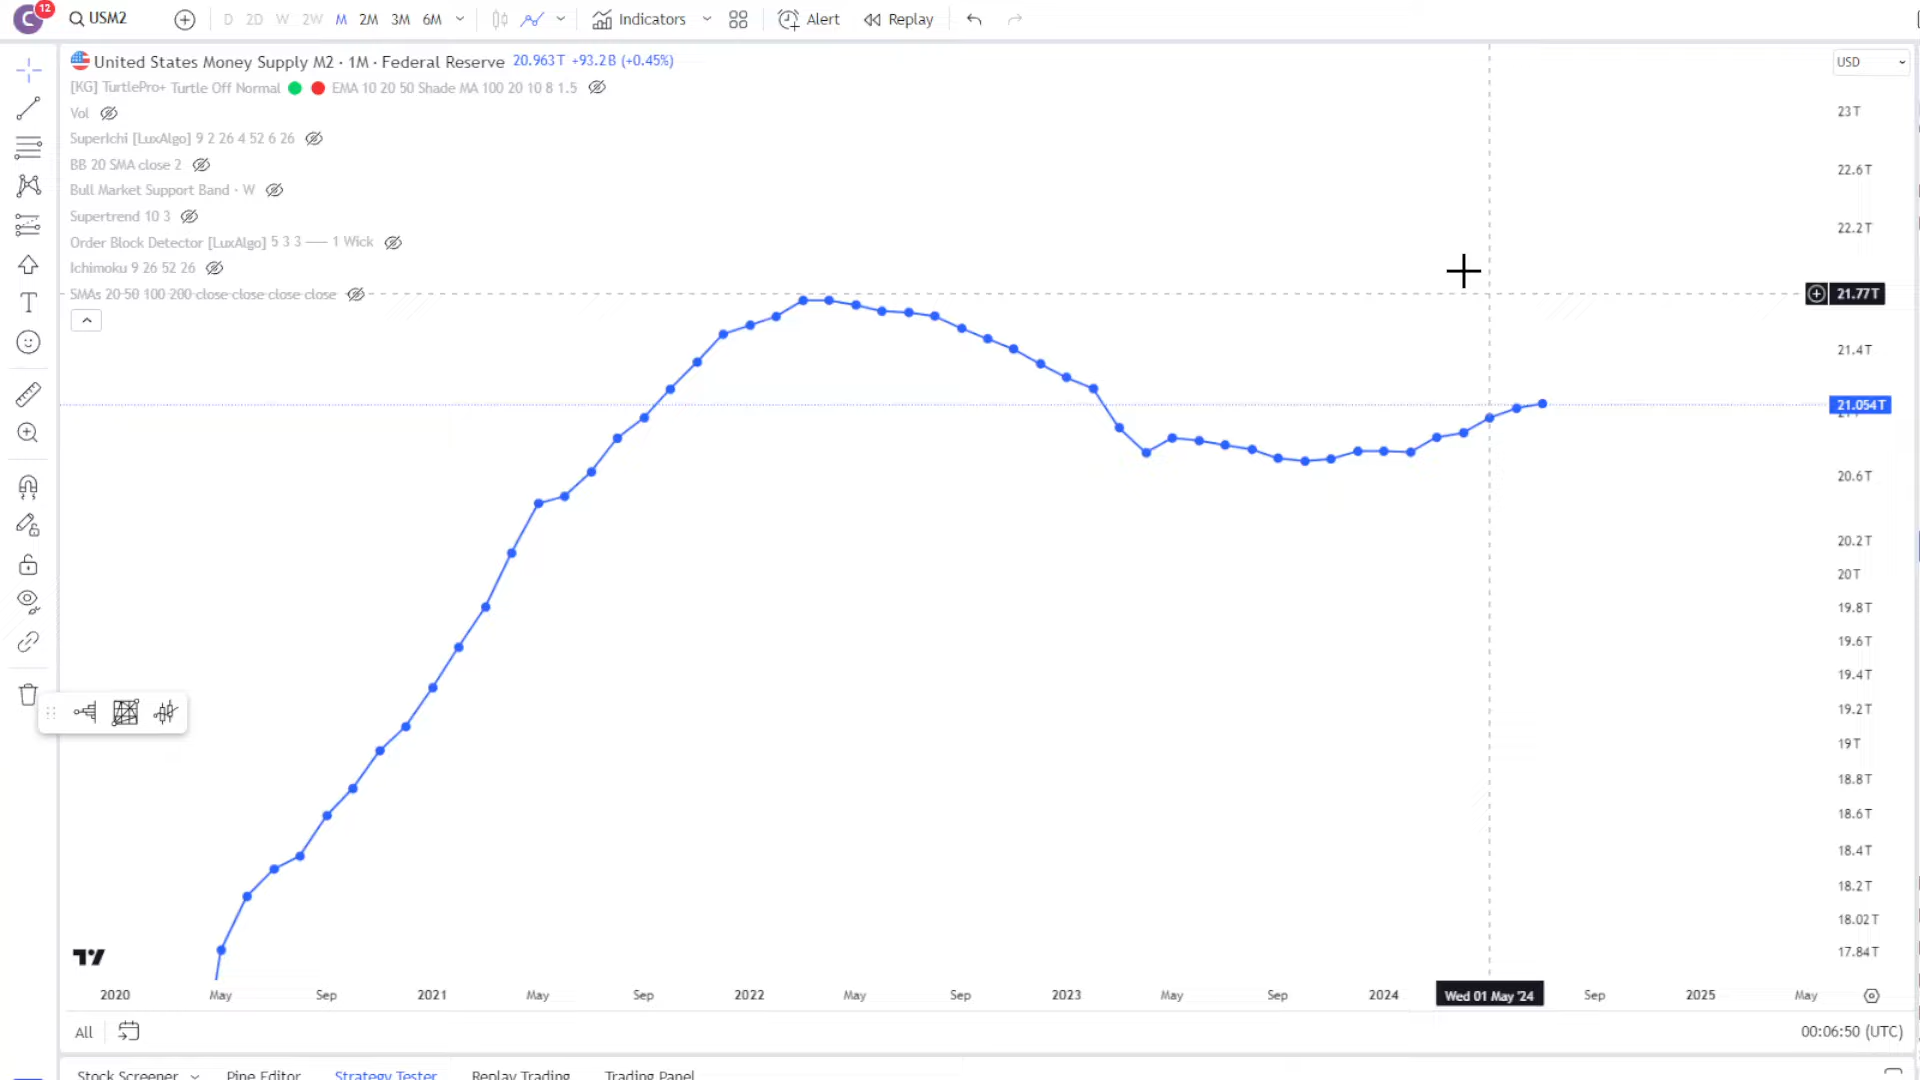 C 12 USM2 D 2D W 2W M 2M 3M 6M Indicators Alert Replay
United States Money Supply M2 · 1M · Federal Reserve 20.963T +93.2B (+0.45%) USD
[KG] TurtlePro+ Turtle Off Normal EMA 10 20 50 Shade MA 100 20 10 8 1.5
Vol
23T
SuperIchi [LuxAlgo] 9 2 26 4 52 6 26
BB 20 SMA close 2
22.6T
Bull Market Support Band · W
Supertrend 10 3
22.2T
Order Block Detector [LuxAlgo] 5 3 3 —— 1 Wick
Ichimoku 9 26 52 26
SMAs 20 50 100 200 close close close close
21.77T
21.4T
21.054T
20.6T
20.2T
20T
19.8T
19.6T
19.4T
19.2T
19T
18.8T
18.6T
18.4T
18.2T
18.02T
17.84T
2020 May Sep 2021 May Sep 2022 May Sep 2023 May Sep 2024 Wed 01 May '24 Sep 2025 May
All 00:06:50 (UTC)
Stock Screener Pine Editor Strategy Tester Replay Trading Trading Panel